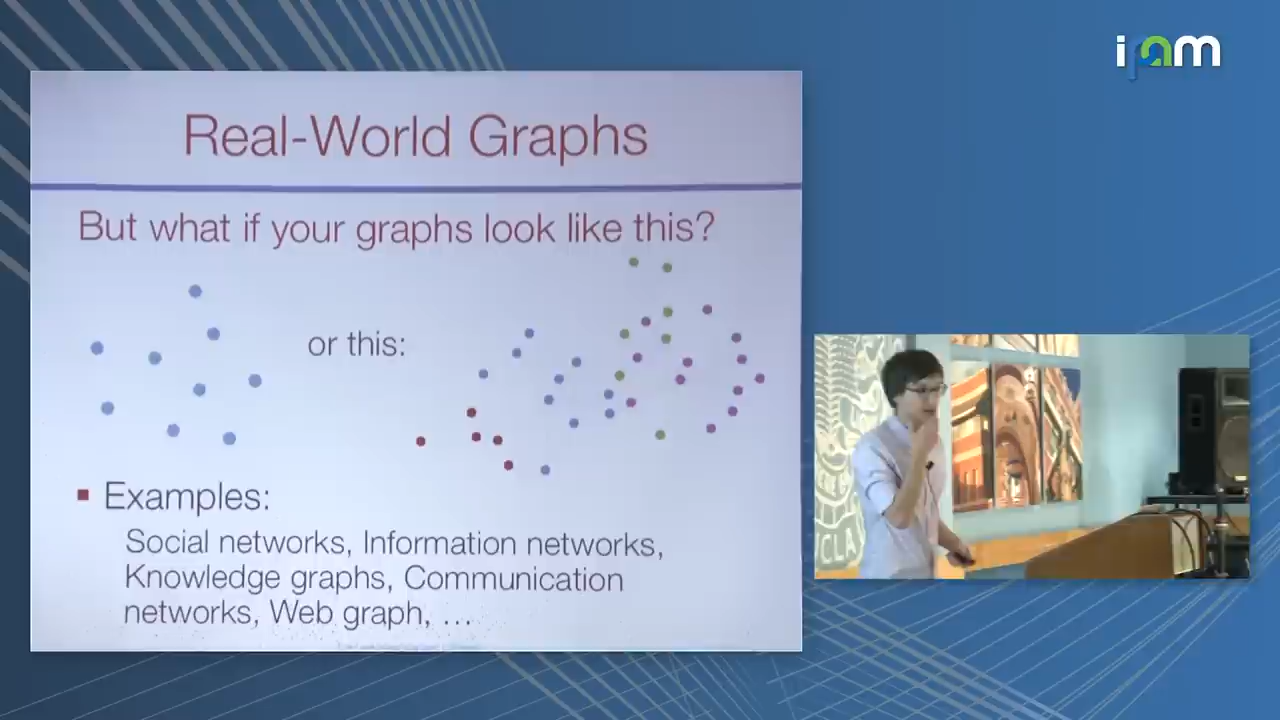 ipam
Real-World Graphs
But what if your graphs look like this?
or this:
Examples:
Social networks, Information networks,
Knowledge graphs, Communication
networks, Web graph, ...
UCLA